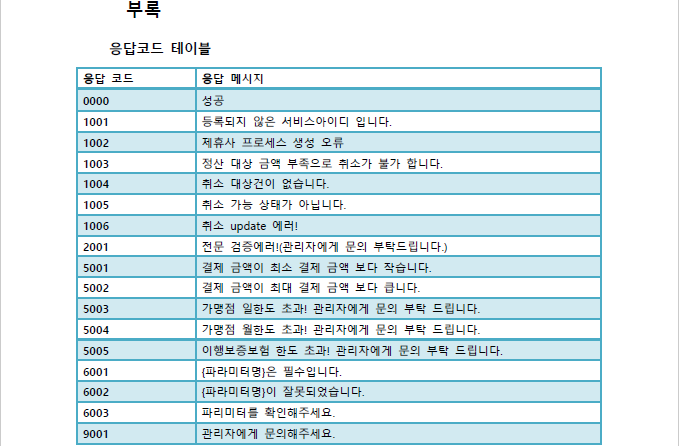 부록
응답코드 테이블
응답 코드 응답 메시지
0000 성공
1001 등록되지 않은 서비스아이디 입니다.
1002 제휴사 프로세스 생성 오류
1003 정산 대상 금액 부족으로 취소가 불가 합니다.
1004 취소 대상건이 없습니다.
1005 취소 가능 상태가 아닙니다.
1006 취소 update 에러!
2001 전문 검증에러!(관리자에게 문의 부탁드립니다.)
5001 결제 금액이 최소 결제 금액 보다 작습니다.
5002 결제 금액이 최대 결제 금액 보다 큽니다.
5003 가맹점 일한도 초과! 관리자에게 문의 부탁 드립니다.
5004 가맹점 월한도 초과! 관리자에게 문의 부탁 드립니다.
5005 이행보증보험 한도 초과! 관리자에게 문의 부탁 드립니다.
6001 {파라미터명}은 필수입니다.
6002 {파라미터명}이 잘못되었습니다.
6003 파리미터를 확인해주세요.
9001 관리자에게 문의해주세요.